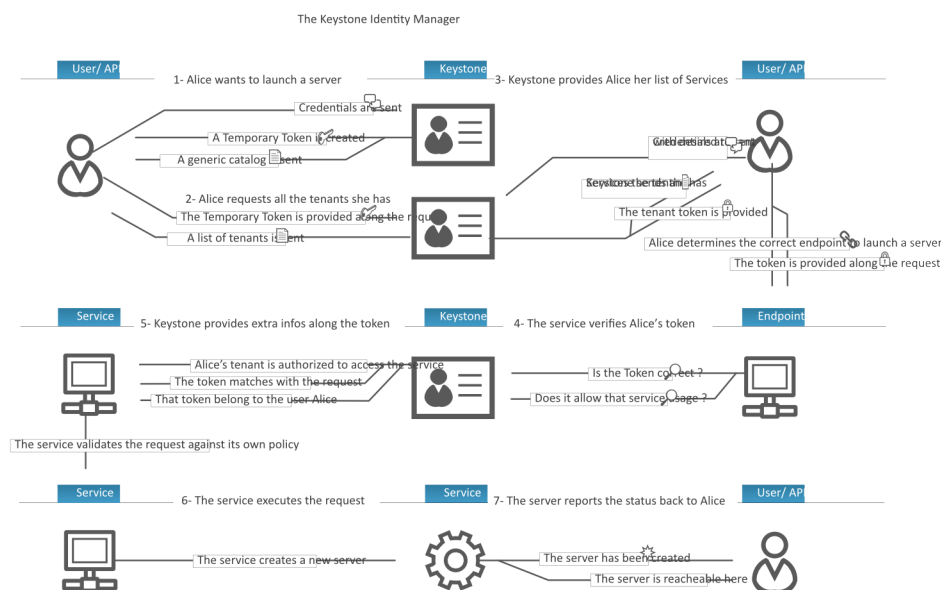 The Keystone Identity Manager
User/ API
Keystone
User/ API
1- Alice wants to launch a server
3- Keystone provides Alice her list of Services
Credentials are sent
A Temporary Token is created
A generic catalog sent
2- Alice requests all the tenants she has
The Temporary Token is provided along the requ
A list of tenants is sent
Credentials
The tenant token is provided
Alice determines the correct endpoint to launch a server
The token is provided along the request
Service
Keystone
Endpoint
5- Keystone provides extra infos along the token
4- The service verifies Alice's token
Alice's tenant is authorized to access the service
The token matches with the request
That token belong to the user Alice
Is the Token correct ?
Does it allow that service usage ?
The service validates the request against its own policy
Service
Service
User/ API
6- The service executes the request
7- The server reports the status back to Alice
The service creates a new server
The server has been created
The server is reacheable here